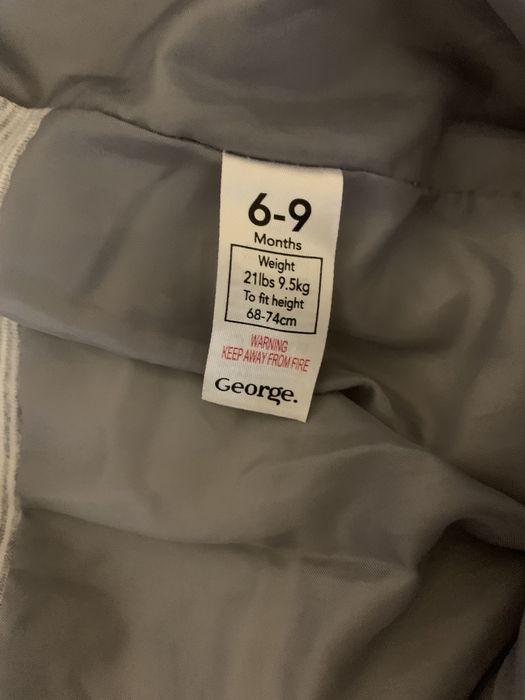 6-9
Months
Weight
21lbs 9.5kg
To fit height
68-74cm
WARNING
KEEP AWAY FROM FIRE
George.